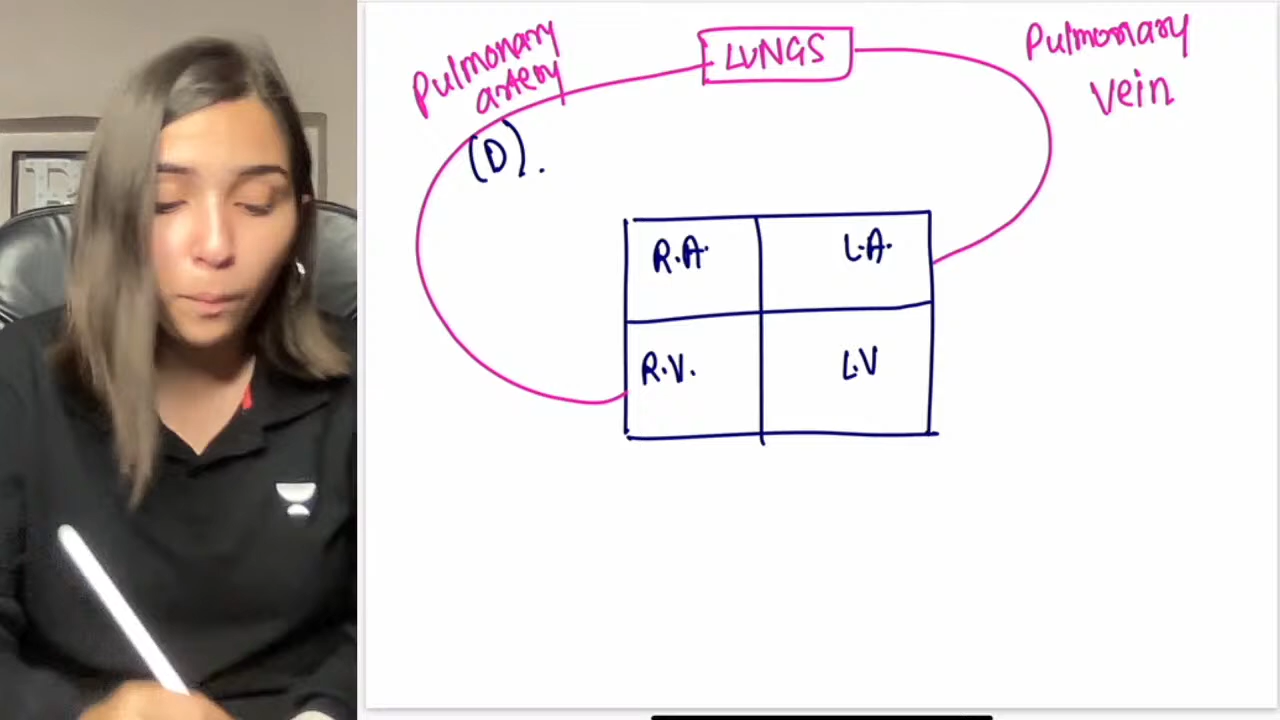 Pulmonary
artery
(D).
LUNGS
Pulmonary
vein
R.A.
L.A.
R.V.
L.V